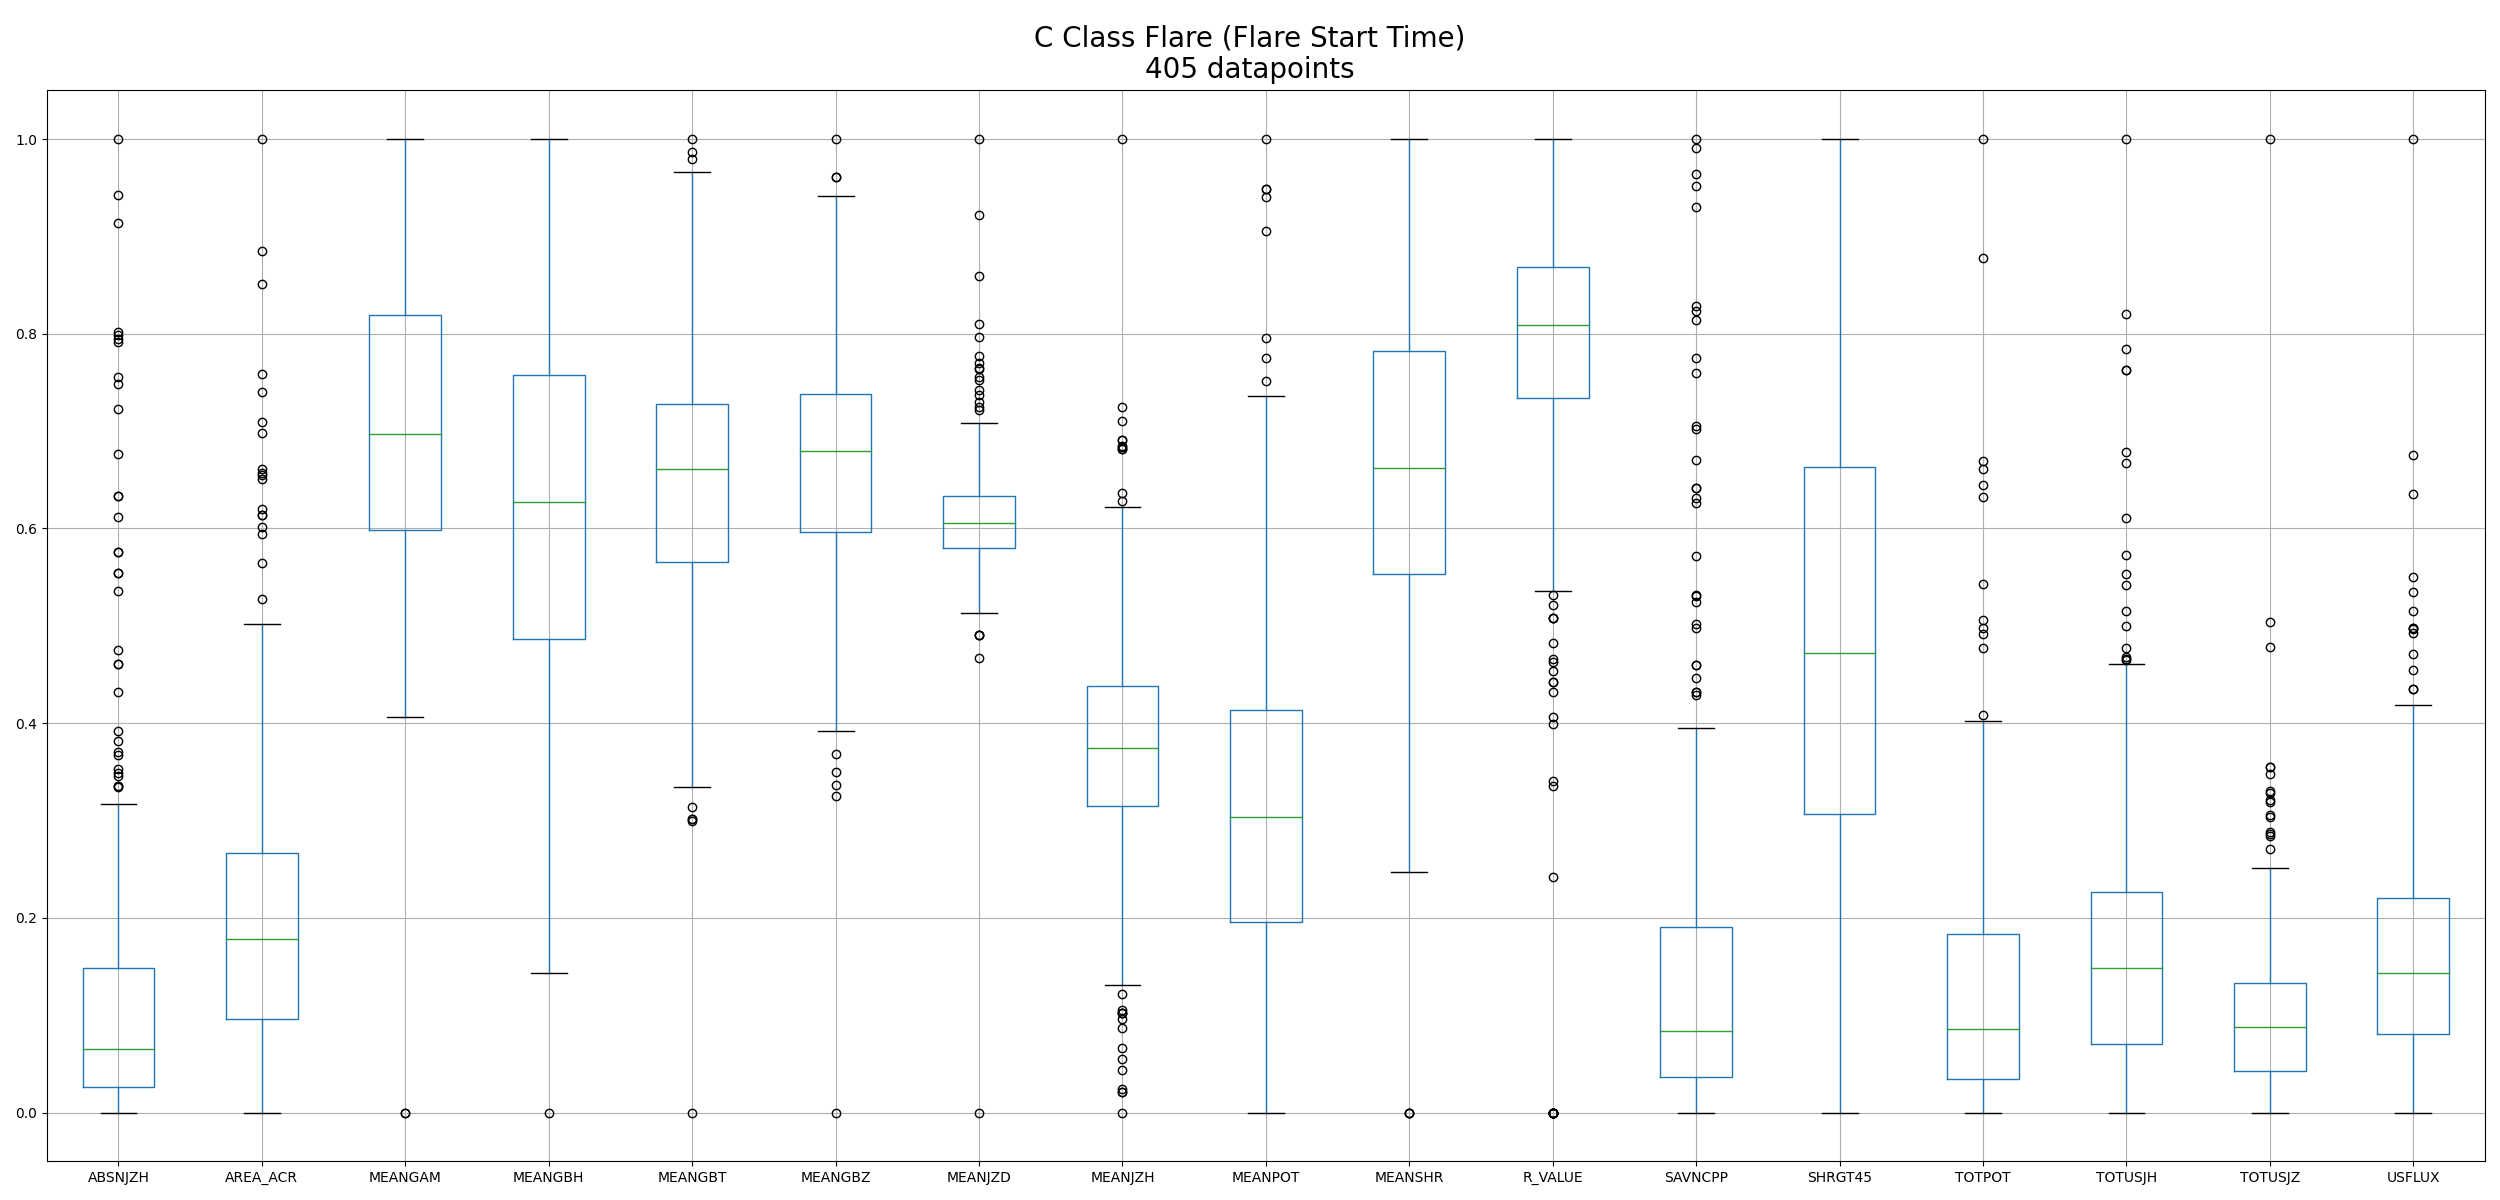 C Class Flare (Flare Start Time)
405 datapoints
1.0
0.8
0.6
0.4
0.2
0.0
ABSNJZH AREA_ACR MEANGAM MEANGBH MEANGBT MEANGBZ MEANJZD MEANJZH MEANPOT MEANSHR R_VALUE SAVNCPP SHRGT45 TOTPOT TOTUSJH TOTUSJZ USFLUX